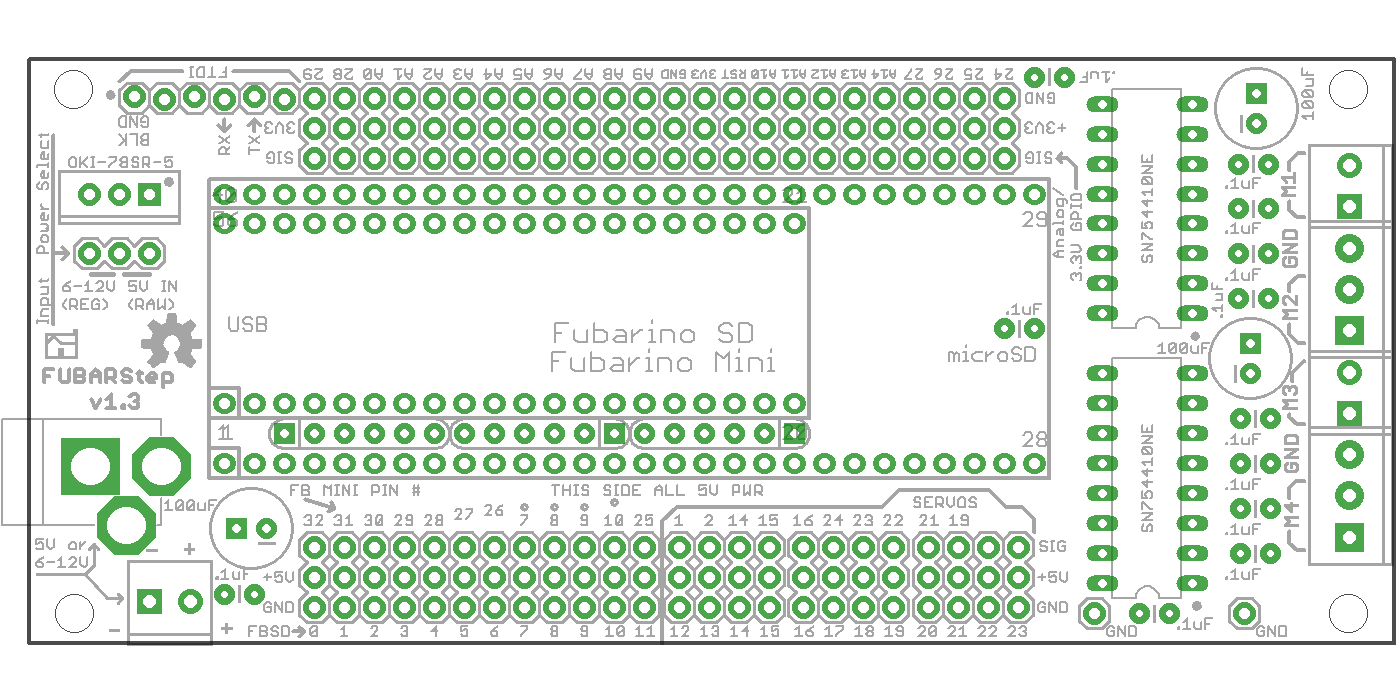 FTDI
29 28 A0 A1 A2 A3 A4 A5 A6 A7 A8 A9 GND 3V3 RST A10 A11 A12 A13 A14 27 26 25 24
.1uF
100uF
GND
BLK
GND
RX
TX
3V3
+3V3
SIG
SIG
Input Power Select
OKI-78SR-5
6-12V
(REG)
5V IN
(RAW)
FUBARStep
v1.3
USB
Fubarino SD
Fubarino Mini
.1uF
microSD
29
28
1
Analog/
3.3V GPIO
SN754410NE
SN754410NE
.1uF
.1uF
.1uF
.1uF
100uF
.1uF
.1uF
.1uF
.1uF
M1
GND
M2
M3
GND
M4
100uF
5V or
6-12V
- +
- +
.1uF
FB MINI PIN #
THIS SIDE ALL 5V PWR
SERVOS
32 31 30 29 28 27 26 7 8 9 10 25 1 2 14 15 16 24 23 22 21 19
SIG
+5V
+5V
GND
GND
FBSD
0 1 2 3 4 5 6 7 8 9 10 11 12 13 14 15 16 17 18 19 20 21 22 23
GND
.1uF
GND